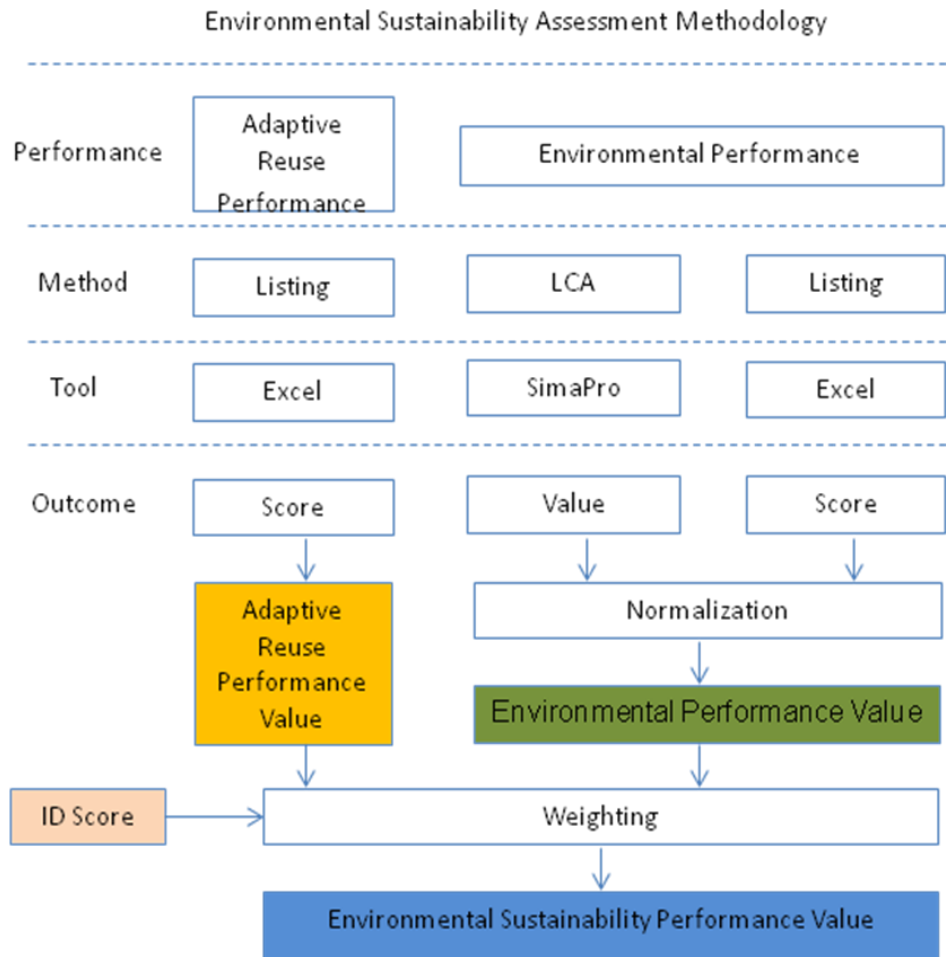 Environmental Sustainability Assessment Methodology
Performance
Adaptive
Reuse
Performance
Environmental Performance
Method
Listing
LCA
Listing
Tool
Excel
SimaPro
Excel
Outcome
Score
Value
Score
Adaptive
Reuse
Performance
Value
Normalization
Environmental Performance Value
ID Score
Weighting
Environmental Sustainability Performance Value